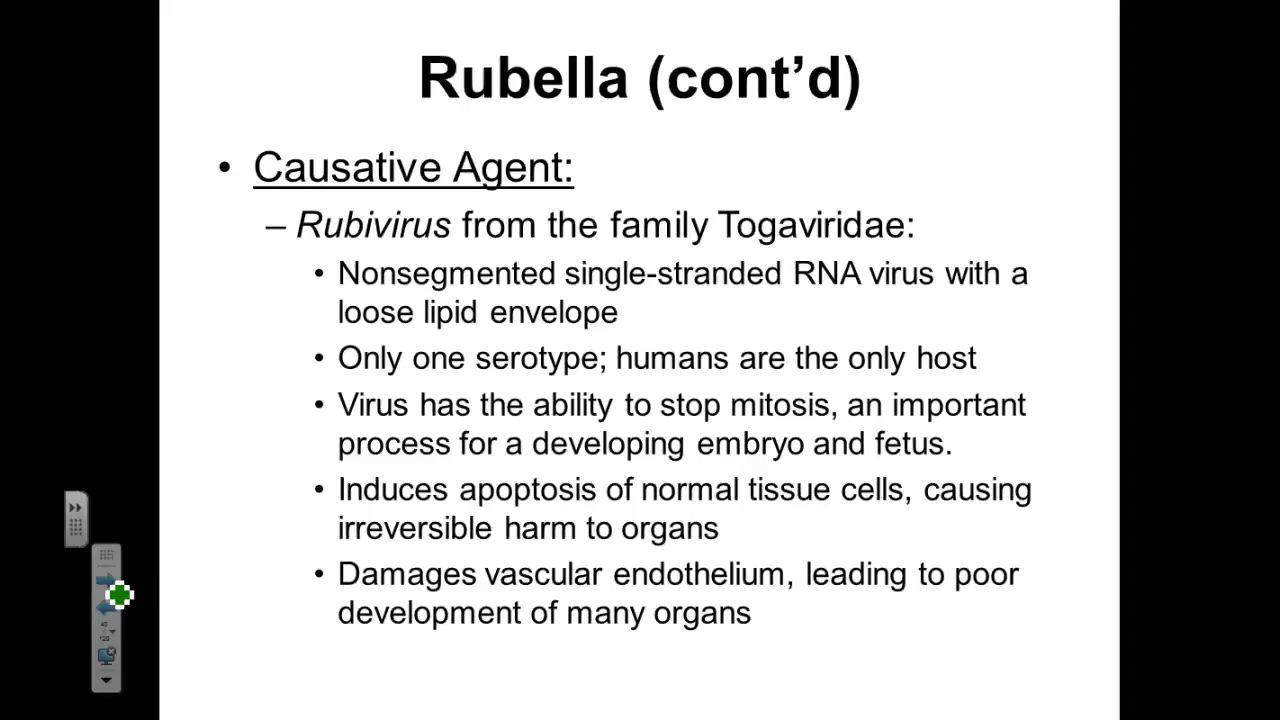 Rubella (cont’d)
• Causative Agent:
– Rubivirus from the family Togaviridae:
• Nonsegmented single-stranded RNA virus with a
loose lipid envelope
• Only one serotype; humans are the only host
• Virus has the ability to stop mitosis, an important
process for a developing embryo and fetus.
• Induces apoptosis of normal tissue cells, causing
irreversible harm to organs
• Damages vascular endothelium, leading to poor
development of many organs